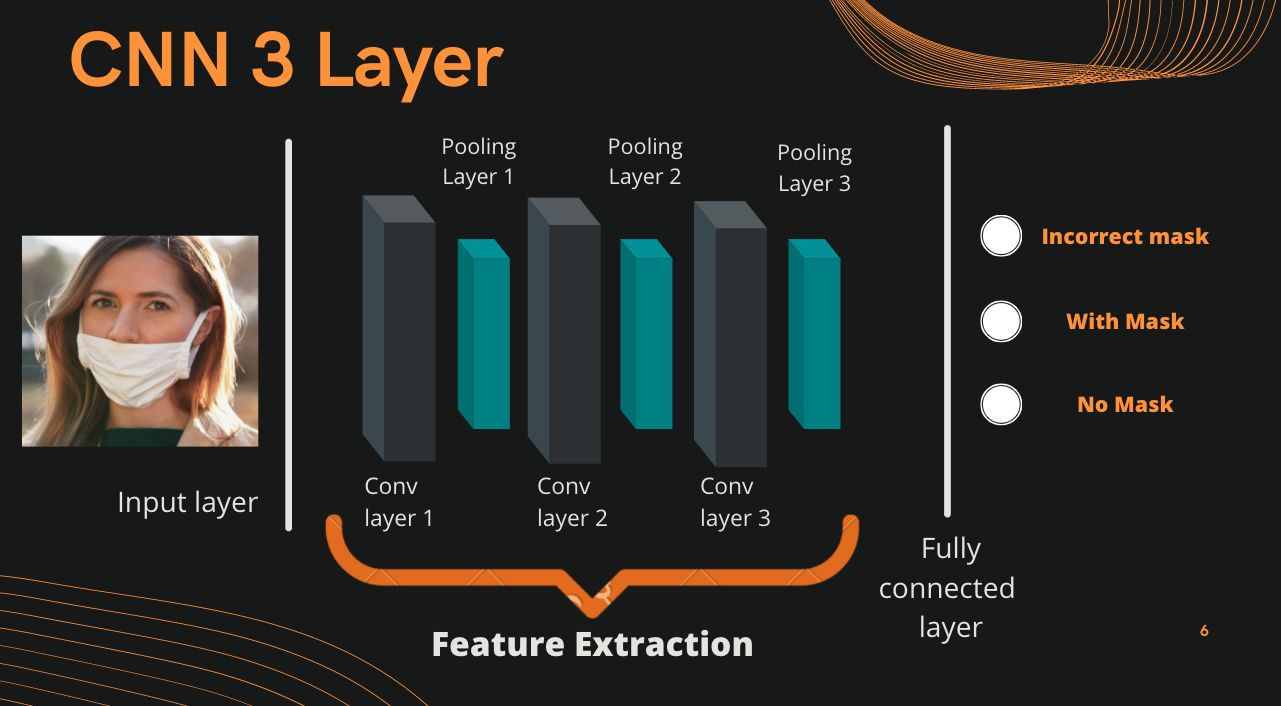 CNN 3 Layer
Pooling
Layer 1
Pooling
Layer 2
Pooling
Layer 3
Incorrect mask
With Mask
No Mask
Input layer
Conv
layer 1
Conv
layer 2
Conv
layer 3
Fully
connected
layer
Feature Extraction
6